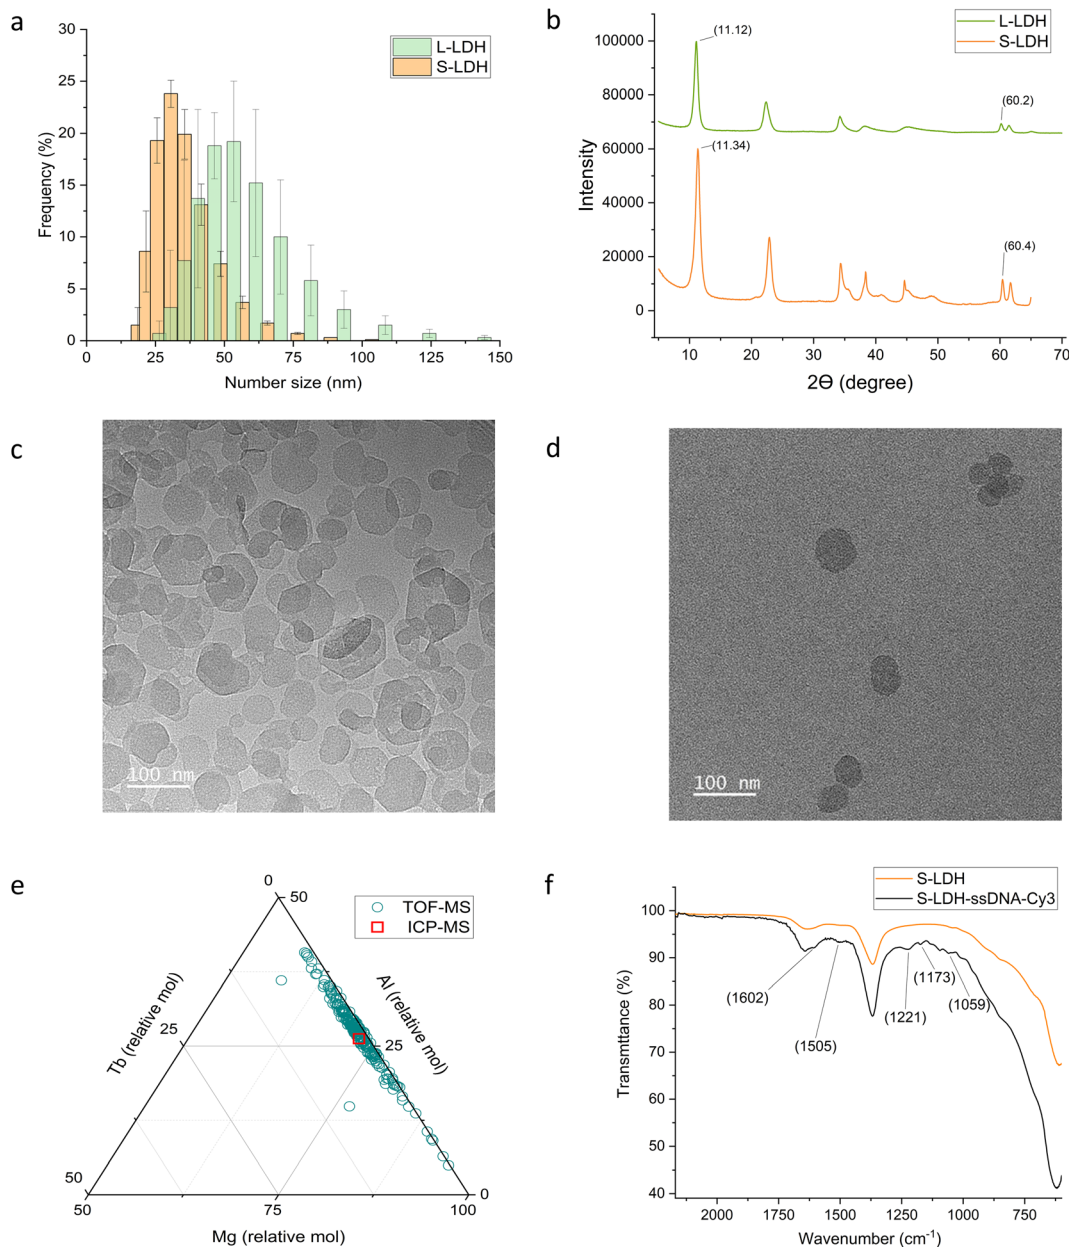 a
30
25
20
15
10
5
0
Frequency (%)
L-LDH
S-LDH
0 25 50 75 100 125 150
Number size (nm)
b
100000
80000
60000
40000
20000
0
Intensity
L-LDH
S-LDH
(11.12)
(60.2)
(11.34)
(60.4)
10 20 30 40 50 60 70
2Θ (degree)
c
100 nm
d
100 nm
e
0
50
TOF-MS
ICP-MS
Tb (relative mol)
Al (relative mol)
25
25
50
0
100
Mg (relative mol)
f
S-LDH
S-LDH-ssDNA-Cy3
100
90
80
70
60
50
40
Transmttance (%)
(1602)
(1505)
(1221)
(1173)
(1059)
2000 1750 1500 1250 1000 750
Wavenumber (cm⁻¹)